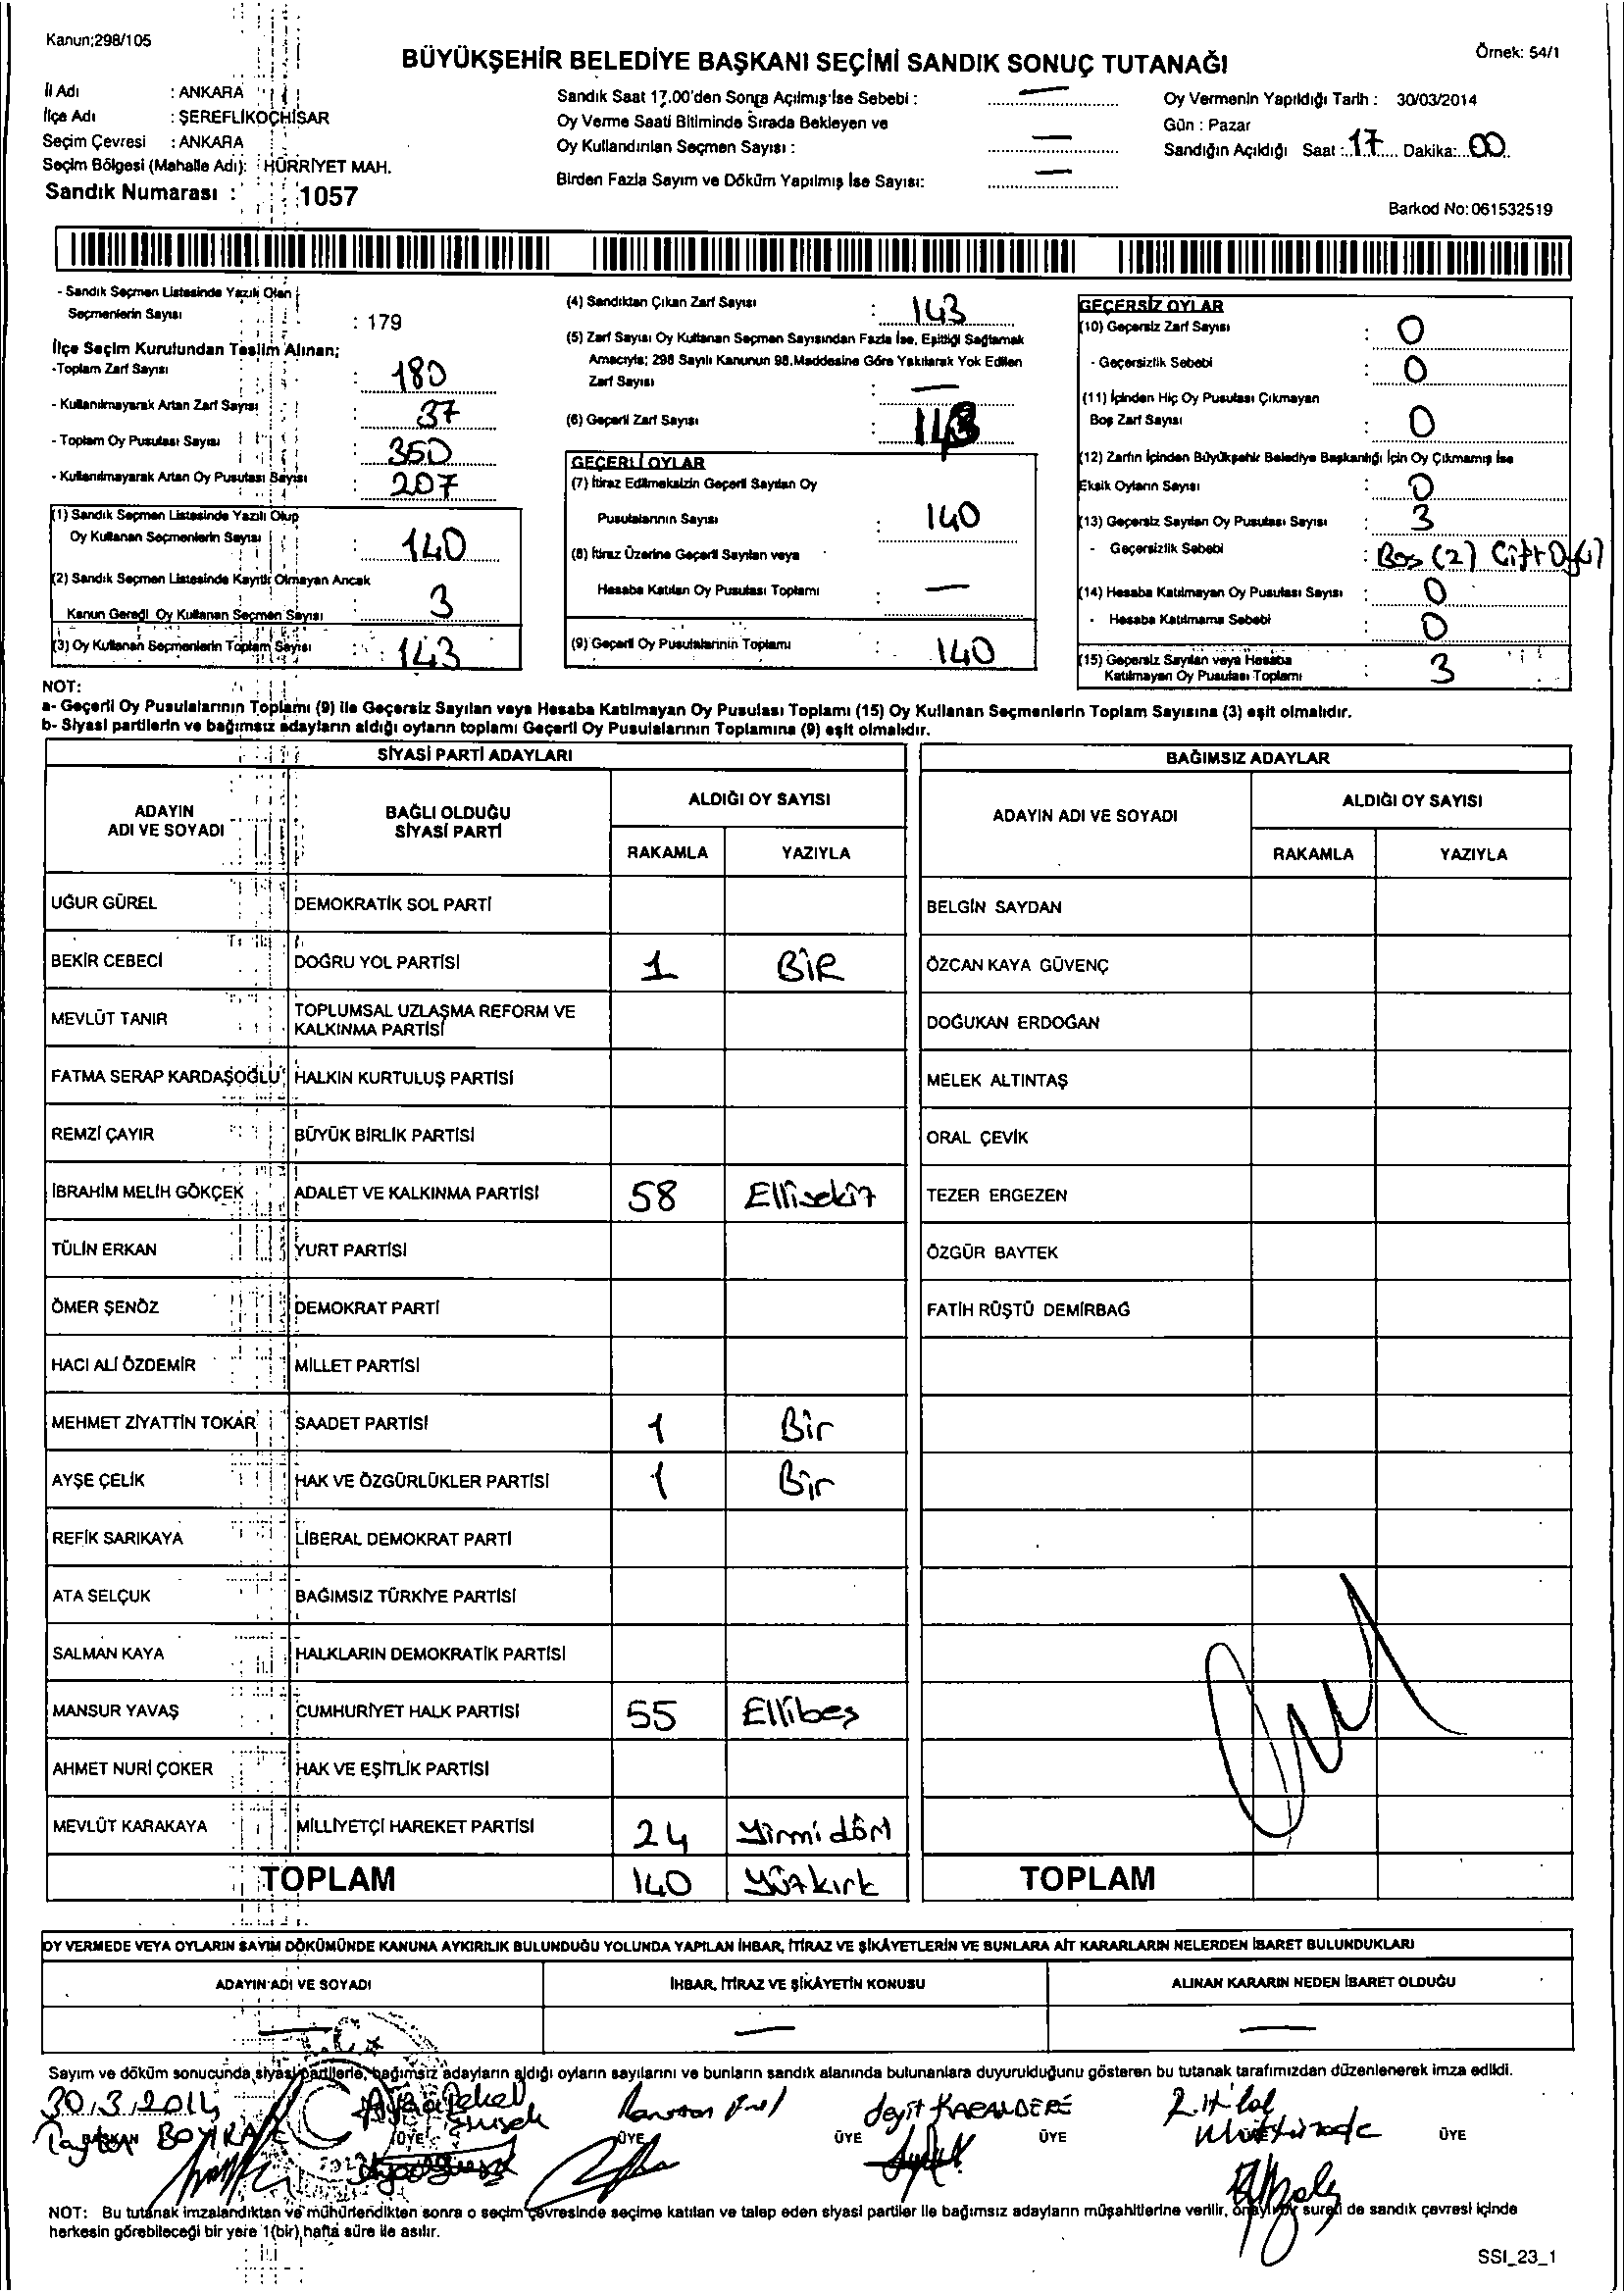 Kanun;298/105
BÜYÜKŞEHİR BELEDİYE BAŞKANI SEÇİMİ SANDIK SONUÇ TUTANAĞI
Örnek: 54/1
İl Adı : ANKARA
İlçe Adı : ŞEREFLİKOÇHİSAR
Seçim Çevresi : ANKARA
Seçim Bölgesi (Mahalle Adı): HÜRRİYET MAH.
Sandık Numarası : 1057
Sandık Saat 17.00'den Sonra Açılmış İse Sebebi : —
Oy Verme Saati Bitiminde Sırada Bekleyen ve
Oy Kullandırılan Seçmen Sayısı : —
Birden Fazla Sayım ve Döküm Yapılmış İse Sayısı: —
Oy Vermenin Yapıldığı Tarih : 30/03/2014
Gün : Pazar
Sandığın Açıldığı Saat : 17 Dakika: 00
Barkod No: 061532519
- Sandık Seçmen Listesinde Yazılı Olan
Seçmenlerin Sayısı : 179
İlçe Seçim Kurulundan Teslim Alınan;
-Toplam Zarf Sayısı : 180
- Kullanılmayarak Artan Zarf Sayısı : 37
- Toplam Oy Pusulası Sayısı : 350
- Kullanılmayarak Artan Oy Pusulası Sayısı : 207
(1) Sandık Seçmen Listesinde Yazılı Olup
Oy Kullanan Seçmenlerin Sayısı : 140
(2) Sandık Seçmen Listesinde Kayıtlı Olmayan Ancak
Kanun Gereği Oy Kullanan Seçmen Sayısı 3
(3) Oy Kullanan Seçmenlerin Toplam Sayısı : 143
(4) Sandıktan Çıkan Zarf Sayısı : 143
(5) Zarf Sayısı Oy Kullanan Seçmen Sayısından Fazla İse, Eşitliği Sağlamak
Amacıyla; 298 Sayılı Kanunun 98.Maddesine Göre Yakılarak Yok Edilen
Zarf Sayısı : —
(6) Geçerli Zarf Sayısı : 143
GEÇERLİ OYLAR
(7) İtiraz Edilmeksizin Geçerli Sayılan Oy
Pusulalarının Sayısı : 140
(8) İtiraz Üzerine Geçerli Sayılan veya
Hesaba Katılan Oy Pusulası Toplamı : —
(9) Geçerli Oy Pusulalarının Toplamı : 140
GEÇERSİZ OYLAR
(10) Geçersiz Zarf Sayısı : 0
- Geçersizlik Sebebi : 0
(11) İçinden Hiç Oy Pusulası Çıkmayan
Boş Zarf Sayısı : 0
(12) Zarfın İçinden Büyükşehir Belediye Başkanlığı İçin Oy Çıkmamış İse
Eksik Oyların Sayısı : 0
(13) Geçersiz Sayılan Oy Pusulası Sayısı : 3
- Geçersizlik Sebebi : Boş (2) Çift Oy (1)
(14) Hesaba Katılmayan Oy Pusulası Sayısı : 0
- Hesaba Katılmama Sebebi : 0
(15) Geçersiz Sayılan veya Hesaba
Katılmayan Oy Pusulası Toplamı : 3
NOT:
a- Geçerli Oy Pusulalarının Toplamı (9) ile Geçersiz Sayılan veya Hesaba Katılmayan Oy Pusulası Toplamı (15) Oy Kullanan Seçmenlerin Toplam Sayısına (3) eşit olmalıdır.
b- Siyasi partilerin ve bağımsız adayların aldığı oyların toplamı Geçerli Oy Pusulalarının Toplamına (9) eşit olmalıdır.
SİYASİ PARTİ ADAYLARI
ADAYIN ADI VE SOYADI
BAĞLI OLDUĞU SİYASİ PARTİ
ALDIĞI OY SAYISI
RAKAMLA YAZIYLA
UĞUR GÜREL DEMOKRATİK SOL PARTİ
BEKİR CEBECİ DOĞRU YOL PARTİSİ 1 BİR
MEVLÜT TANIR TOPLUMSAL UZLAŞMA REFORM VE KALKINMA PARTİSİ
FATMA SERAP KARDAŞOĞLU HALKIN KURTULUŞ PARTİSİ
REMZİ ÇAYIR BÜYÜK BİRLİK PARTİSİ
İBRAHİM MELİH GÖKÇEK ADALET VE KALKINMA PARTİSİ 58 Ellisekiz
TÜLİN ERKAN YURT PARTİSİ
ÖMER ŞENÖZ DEMOKRAT PARTİ
HACI ALİ ÖZDEMİR MİLLET PARTİSİ
MEHMET ZİYATTİN TOKAR SAADET PARTİSİ 1 Bir
AYŞE ÇELİK HAK VE ÖZGÜRLÜKLER PARTİSİ 1 Bir
REFİK SARIKAYA LİBERAL DEMOKRAT PARTİ
ATA SELÇUK BAĞIMSIZ TÜRKİYE PARTİSİ
SALMAN KAYA HALKLARIN DEMOKRATİK PARTİSİ
MANSUR YAVAŞ CUMHURİYET HALK PARTİSİ 55 Ellibeş
AHMET NURİ ÇOKER HAK VE EŞİTLİK PARTİSİ
MEVLÜT KARAKAYA MİLLİYETÇİ HAREKET PARTİSİ 24 Yirmidört
TOPLAM 140 Yüzkırk
BAĞIMSIZ ADAYLAR
ADAYIN ADI VE SOYADI
ALDIĞI OY SAYISI
RAKAMLA YAZIYLA
BELGİN SAYDAN
ÖZCAN KAYA GÜVENÇ
DOĞUKAN ERDOĞAN
MELEK ALTINTAŞ
ORAL ÇEVİK
TEZER ERGEZEN
ÖZGÜR BAYTEK
FATİH RÜŞTÜ DEMİRBAĞ
TOPLAM
OY VERMEDE VEYA OYLARIN SAYIM DÖKÜMÜNDE KANUNA AYKIRILIK BULUNDUĞU YOLUNDA YAPILAN İHBAR, İTİRAZ VE ŞİKÂYETLERİN VE BUNLARA AİT KARARLARIN NELERDEN İBARET BULUNDUKLARI
ADAYIN ADI VE SOYADI İHBAR, İTİRAZ VE ŞİKÂYETİN KONUSU ALINAN KARARIN NEDEN İBARET OLDUĞU
— — —
Sayım ve döküm sonucunda siyasi partilerle, bağımsız adayların aldığı oyların sayılarını ve bunların sandık alanında bulunanlara duyurulduğunu gösteren bu tutanak tarafımızdan düzenlenerek imza edildi.
30.3.2014
BAŞKAN ÜYE ÜYE ÜYE ÜYE ÜYE
NOT: Bu tutanak imzalandıktan ve mühürlendikten sonra o seçim çevresinde seçime katılan ve talep eden siyasi partiler ile bağımsız adayların müşahitlerine verilir, onaylı bir sureti de sandık çevresi içinde
herkesin görebileceği bir yere 1(bir) hafta süre ile asılır.
SSI_23_1